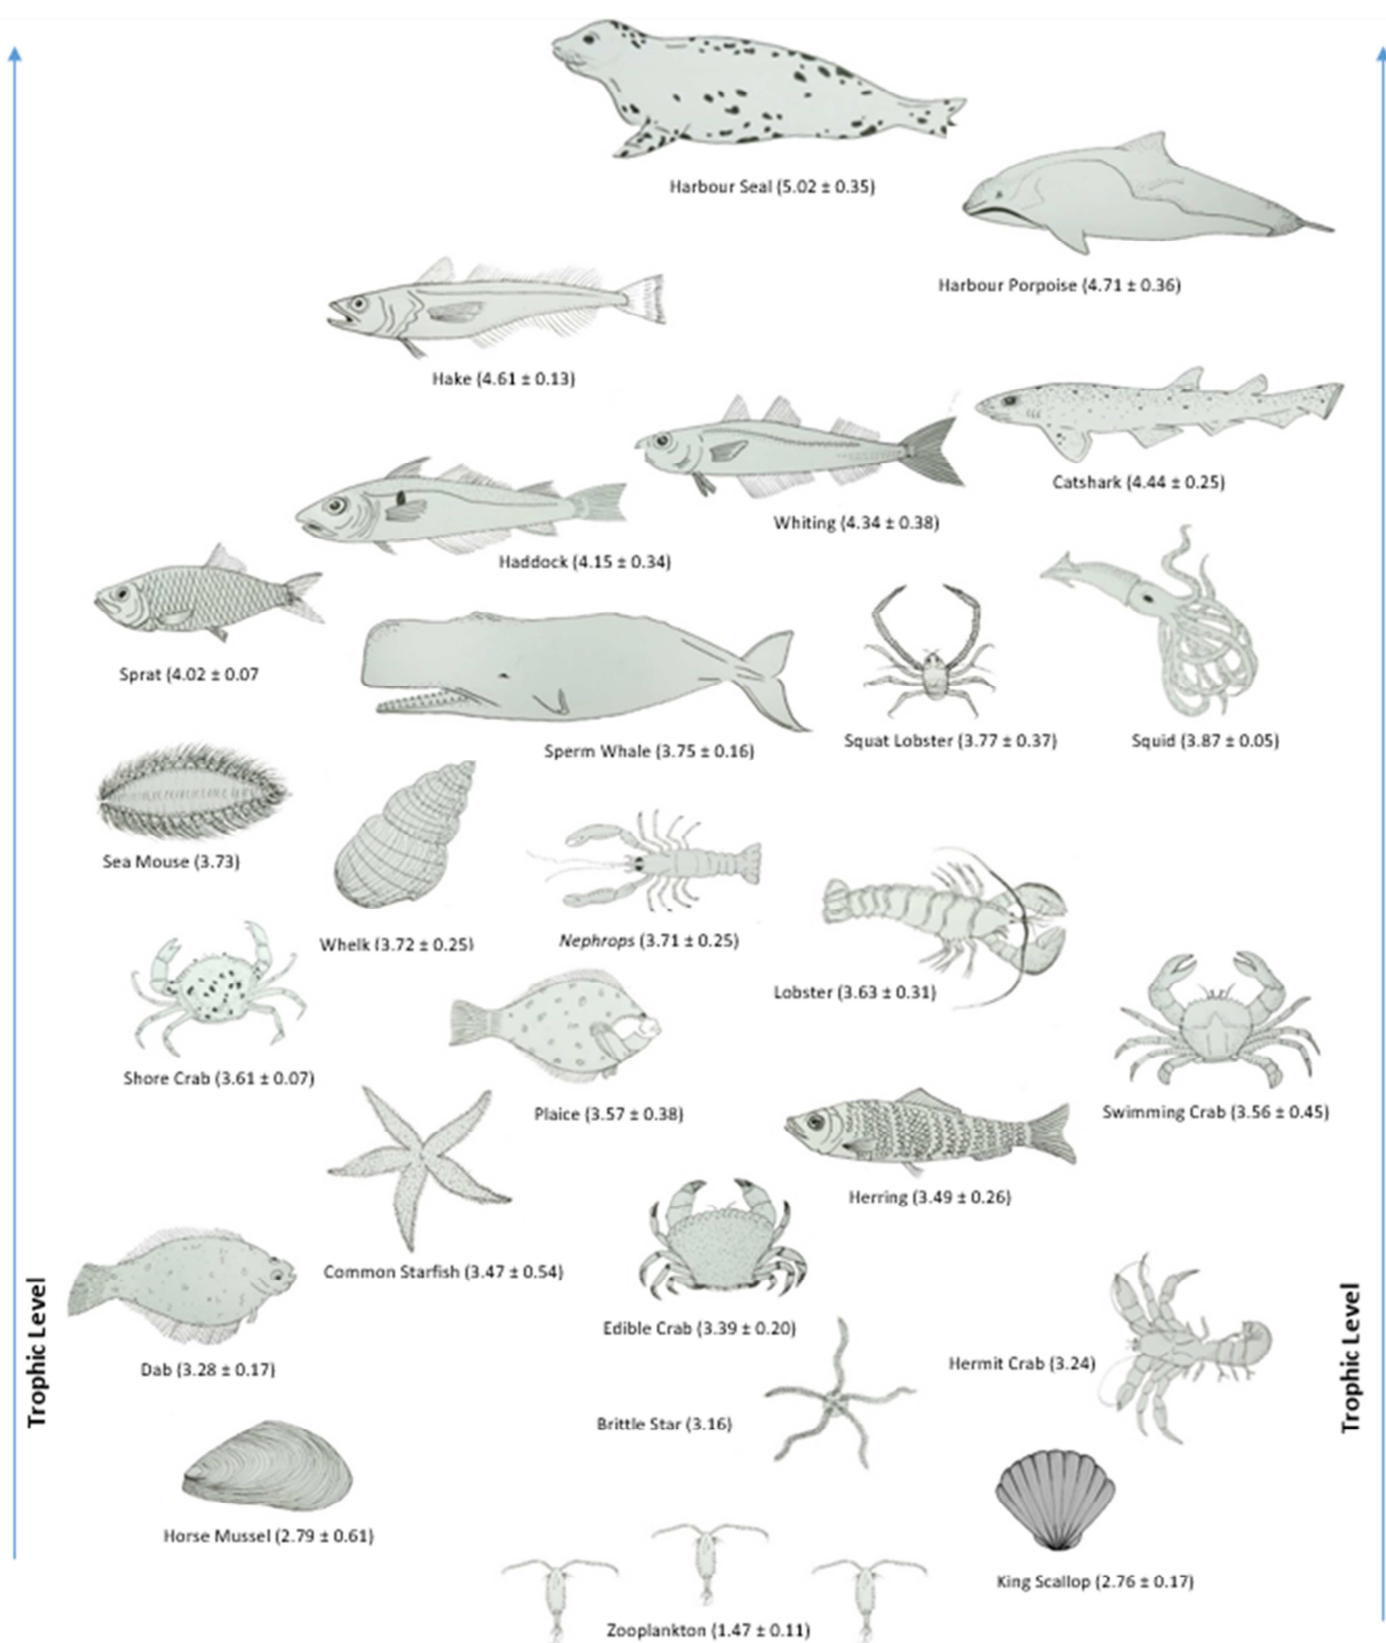 Harbour Seal (5.02 ± 0.35)
Harbour Porpoise (4.71 ± 0.36)
Hake (4.61 ± 0.13)
Catshark (4.44 ± 0.25)
Whiting (4.34 ± 0.38)
Haddock (4.15 ± 0.34)
Sprat (4.02 ± 0.07
Sperm Whale (3.75 ± 0.16)
Squat Lobster (3.77 ± 0.37)
Squid (3.87 ± 0.05)
Sea Mouse (3.73)
Whelk (3.72 ± 0.25)
Nephrops (3.71 ± 0.25)
Lobster (3.63 ± 0.31)
Shore Crab (3.61 ± 0.07)
Plaice (3.57 ± 0.38)
Swimming Crab (3.56 ± 0.45)
Herring (3.49 ± 0.26)
Common Starfish (3.47 ± 0.54)
Edible Crab (3.39 ± 0.20)
Dab (3.28 ± 0.17)
Hermit Crab (3.24)
Brittle Star (3.16)
Horse Mussel (2.79 ± 0.61)
King Scallop (2.76 ± 0.17)
Zooplankton (1.47 ± 0.11)
Trophic Level
Trophic Level